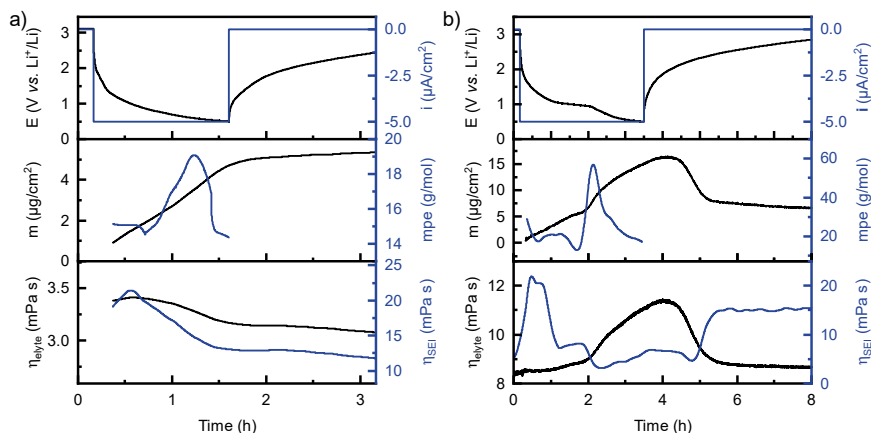 a)
E (V vs. Li⁺/Li)
3
2
1
0
0.0
-2.5
-5.0
i (µA/cm²)
m (µg/cm²)
4
2
0
20
19
18
16
15
14
mpe (g/mol)
ηelyte (mPa s)
3.5
3.0
25
20
15
10
ηSEI (mPa s)
0 1 2 3
Time (h)
b)
E (V vs. Li⁺/Li)
3
2
1
0
0.0
-2.5
-5.0
i (µA/cm²)
m (µg/cm²)
15
10
5
0
60
40
20
mpe (g/mol)
ηelyte (mPa s)
12
10
8
30
20
10
0
ηSEI (mPa s)
0 2 4 6 8
Time (h)